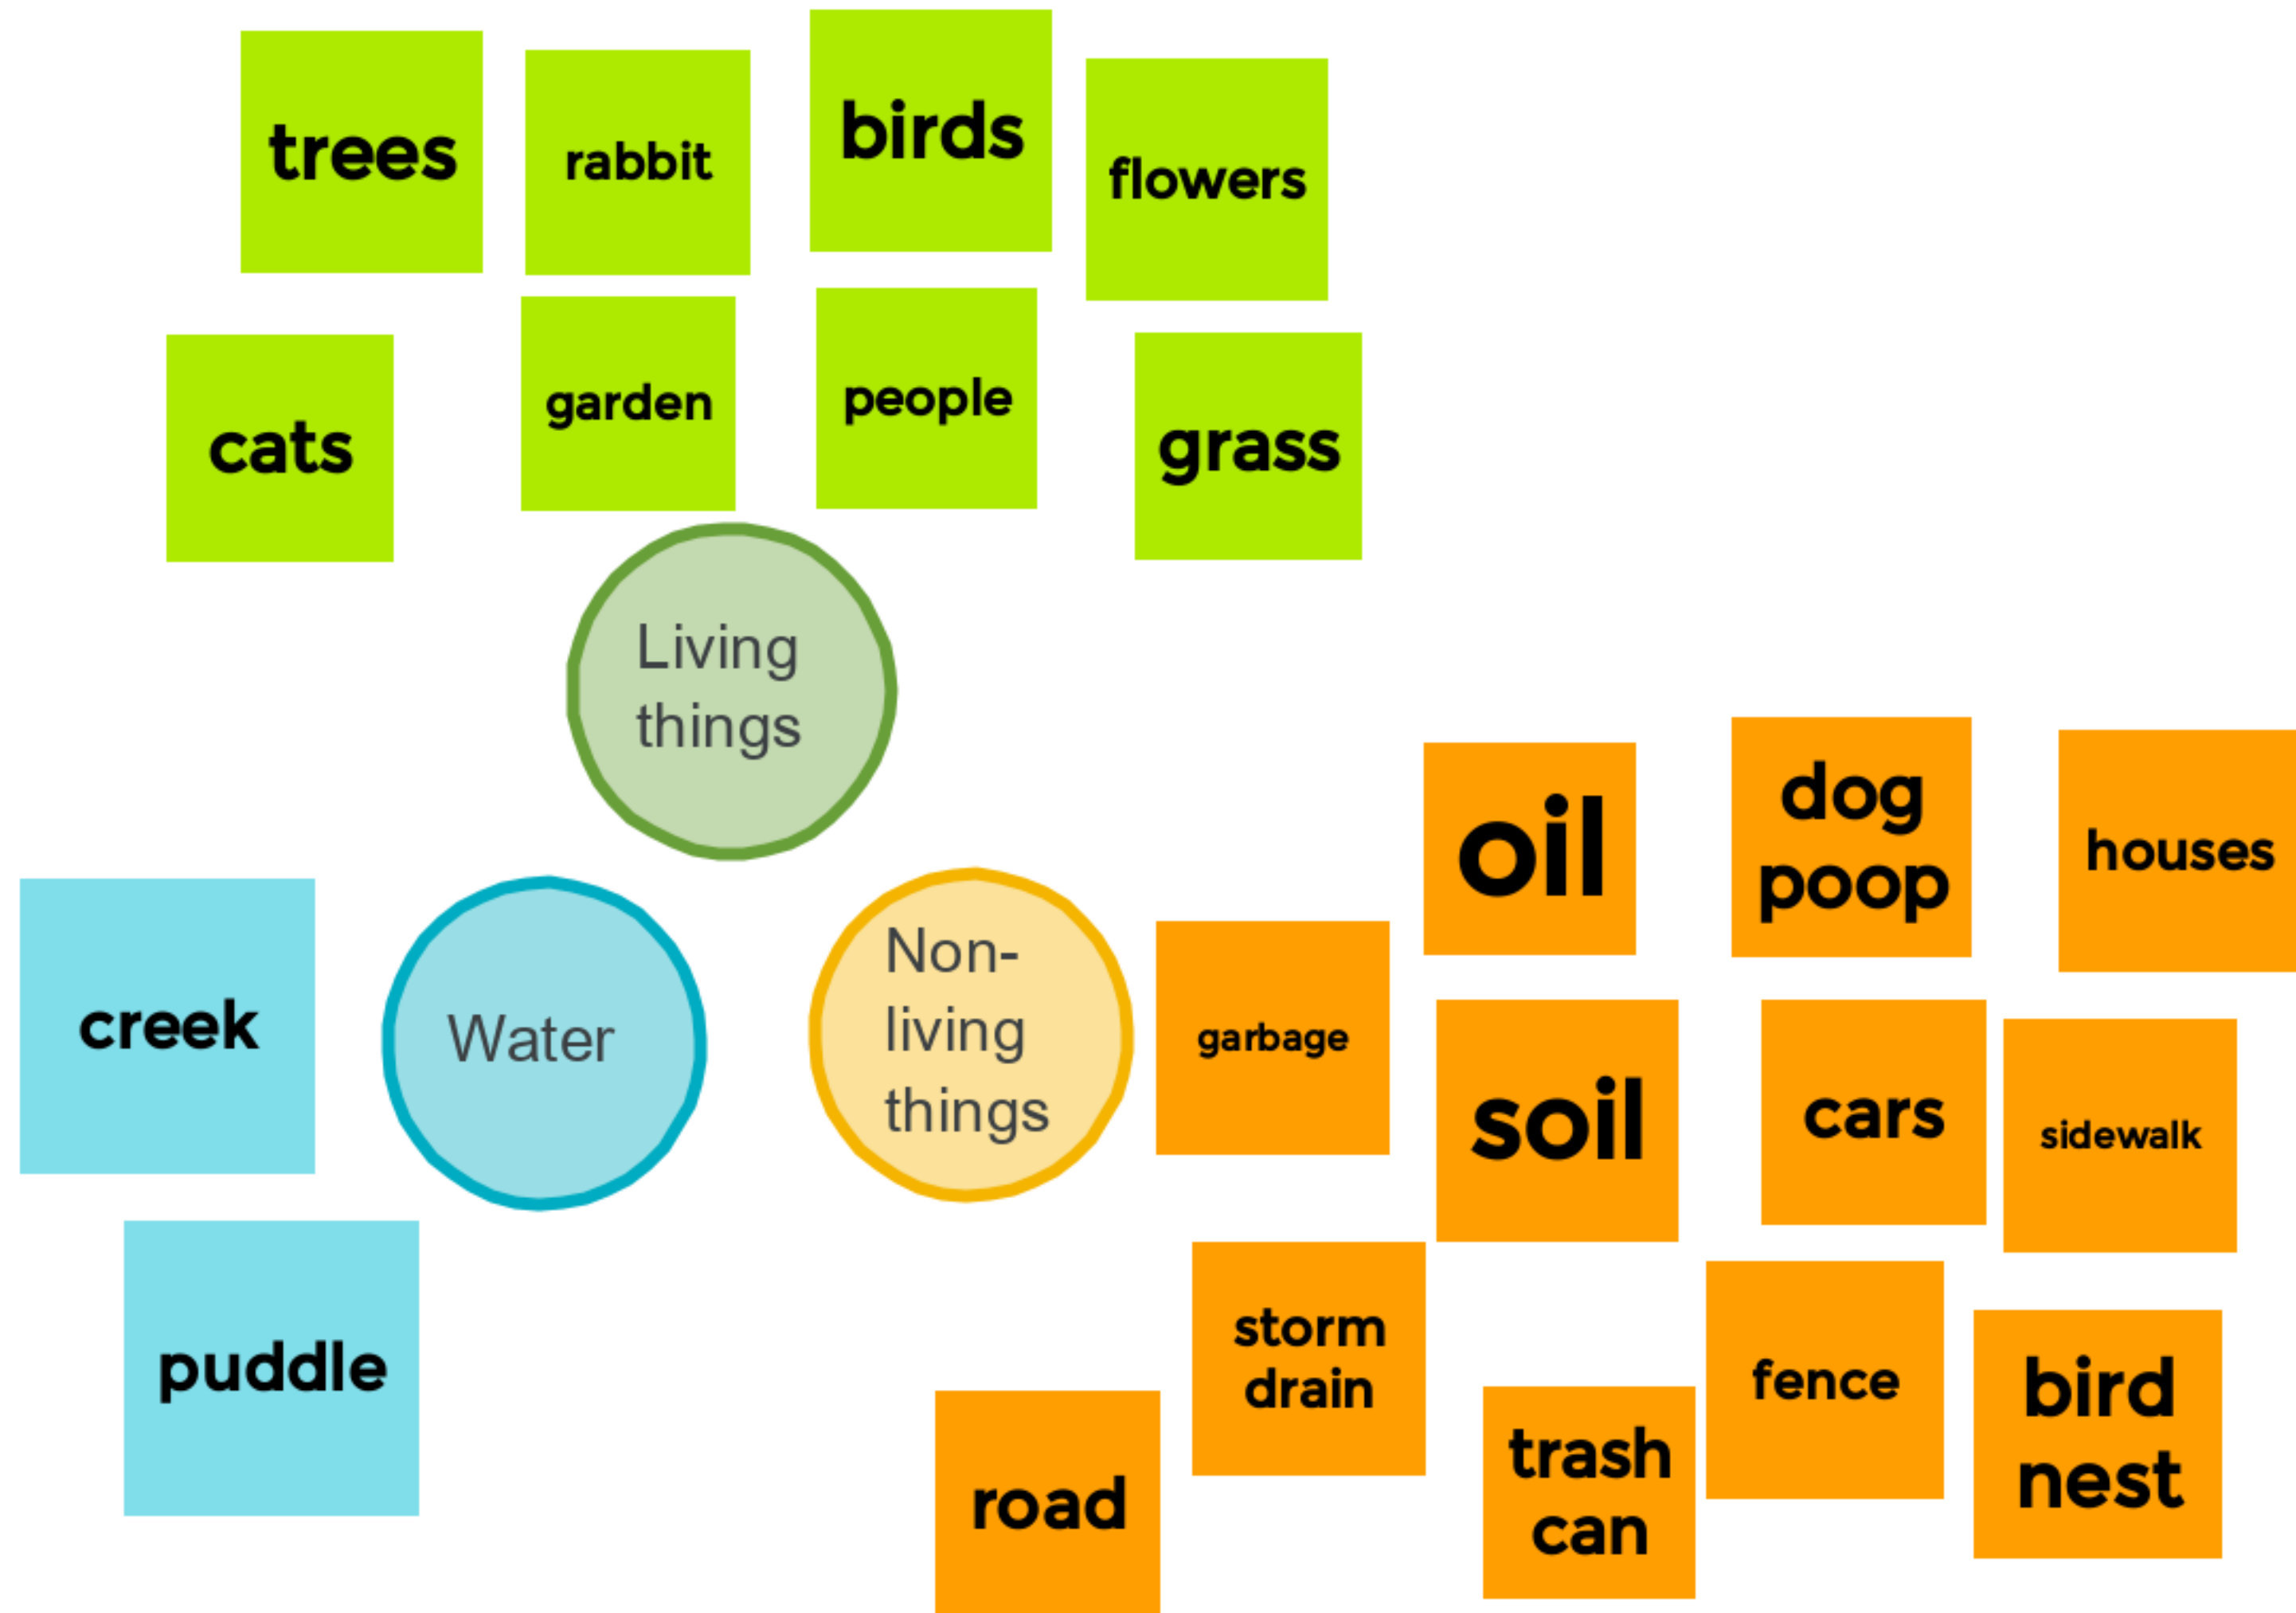 trees
rabbit
birds
flowers
cats
garden
people
grass
Living
things
Water
creek
puddle
Non-
living
things
garbage
oil
dog
poop
houses
soil
cars
sidewalk
storm
drain
road
trash
can
fence
bird
nest